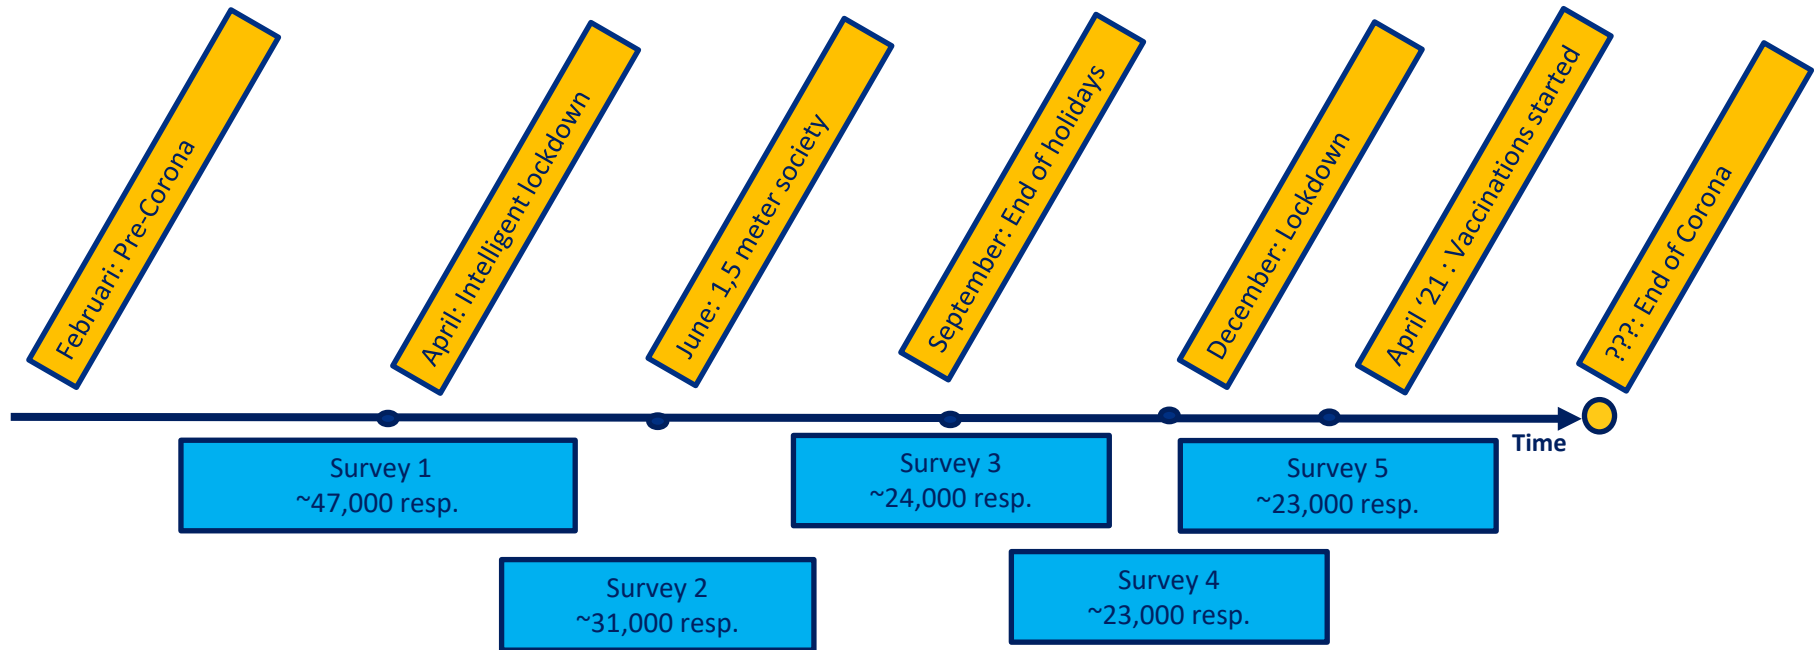 Februari: Pre-Corona
April: Intelligent lockdown
June: 1,5 meter society
September: End of holidays
December: Lockdown
April ‘21 : Vaccinations started
???: End of Corona
Time
Survey 1
~47,000 resp.
Survey 2
~31,000 resp.
Survey 3
~24,000 resp.
Survey 4
~23,000 resp.
Survey 5
~23,000 resp.